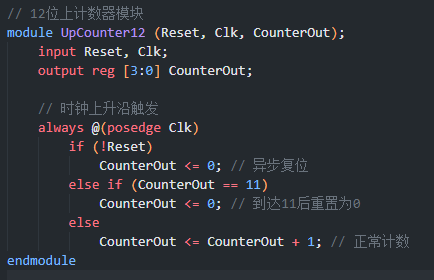 // 12位上计数器模块
module UpCounter12 (Reset, Clk, CounterOut);
input Reset, Clk;
output reg [3:0] CounterOut;
// 时钟上升沿触发
always @(posedge Clk)
if (!Reset)
CounterOut <= 0; // 异步复位
else if (CounterOut == 11)
CounterOut <= 0; // 到达11后重置为0
else
CounterOut <= CounterOut + 1; // 正常计数
endmodule